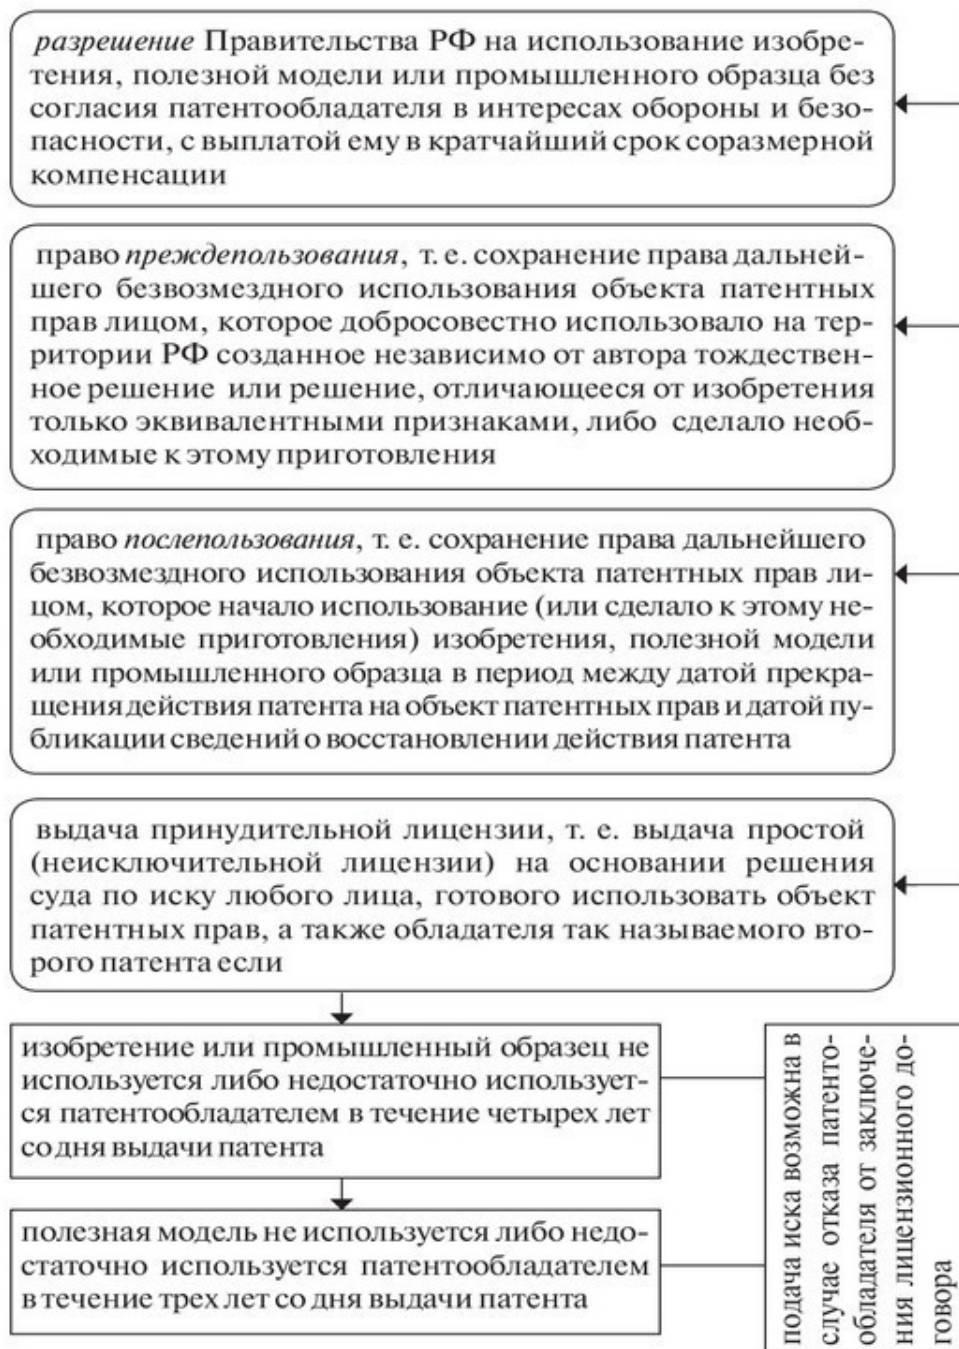 разрешение Правительства РФ на использование изобре-
тения, полезной модели или промышленного образца без
согласия патентообладателя в интересах обороны и безо-
пасности, с выплатой ему в кратчайший срок соразмерной
компенсации
право преждепользования, т. е. сохранение права дальней-
шего безвозмездного использования объекта патентных
прав лицом, которое добросовестно использовало на тер-
ритории РФ созданное независимо от автора тождествен-
ное решение или решение, отличающееся от изобретения
только эквивалентными признаками, либо сделало необ-
ходимые к этому приготовления
право послепользования, т. е. сохранение права дальнейшего
безвозмездного использования объекта патентных прав ли-
цом, которое начало использование (или сделало к этому не-
обходимые приготовления) изобретения, полезной модели
или промышленного образца в период между датой прекра-
щения действия патента на объект патентных прав и датой пу-
бликации сведений о восстановлении действия патента
выдача принудительной лицензии, т. е. выдача простой
(неисключительной лицензии) на основании решения
суда по иску любого лица, готового использовать объект
патентных прав, а также обладателя так называемого вто-
рого патента если
изобретение или промышленный образец не
используется либо недостаточно использует-
ся патентообладателем в течение четырех лет
со дня выдачи патента
полезная модель не используется либо недо-
статочно используется патентообладателем
в течение трех лет со дня выдачи патента
подача иска возможна в
случае отказа патенто-
обладателя от заключе-
ния лицензионного до-
говора